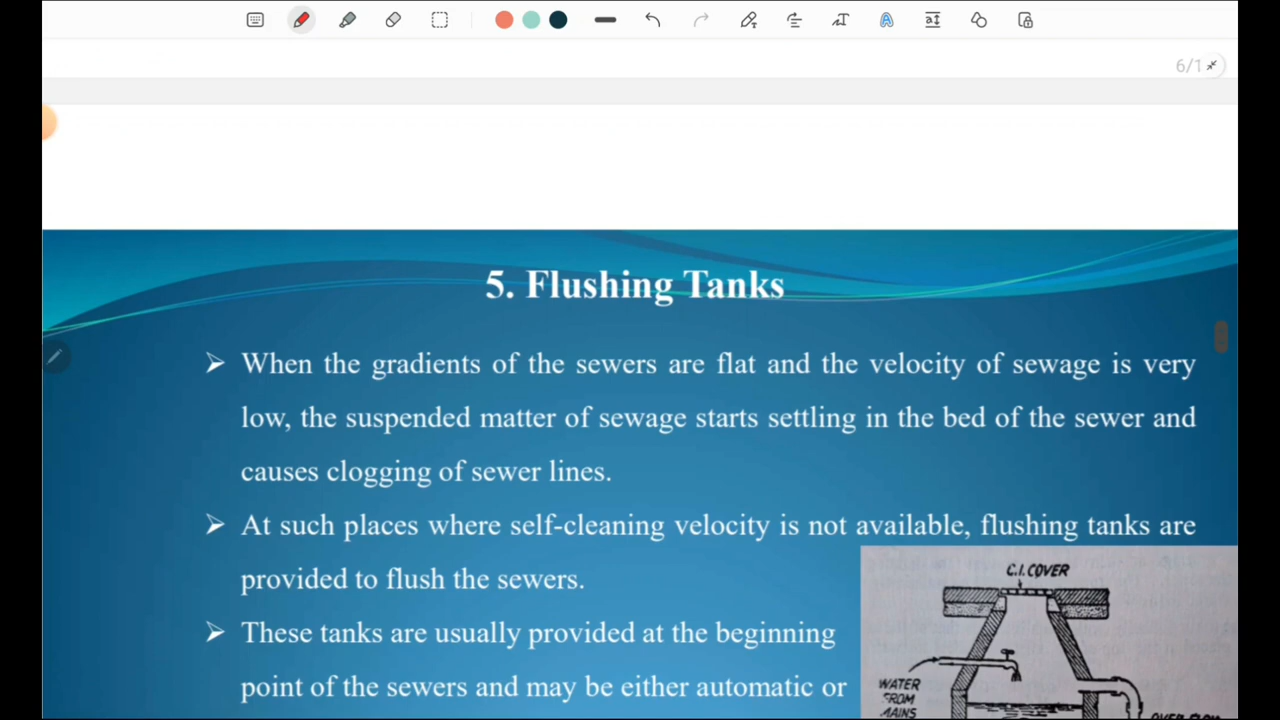 6/1
5. Flushing Tanks
➢ When the gradients of the sewers are flat and the velocity of sewage is very
low, the suspended matter of sewage starts settling in the bed of the sewer and
causes clogging of sewer lines.
➢ At such places where self-cleaning velocity is not available, flushing tanks are
provided to flush the sewers.
➢ These tanks are usually provided at the beginning
point of the sewers and may be either automatic or
C.I. COVER
WATER
FROM
MAINS